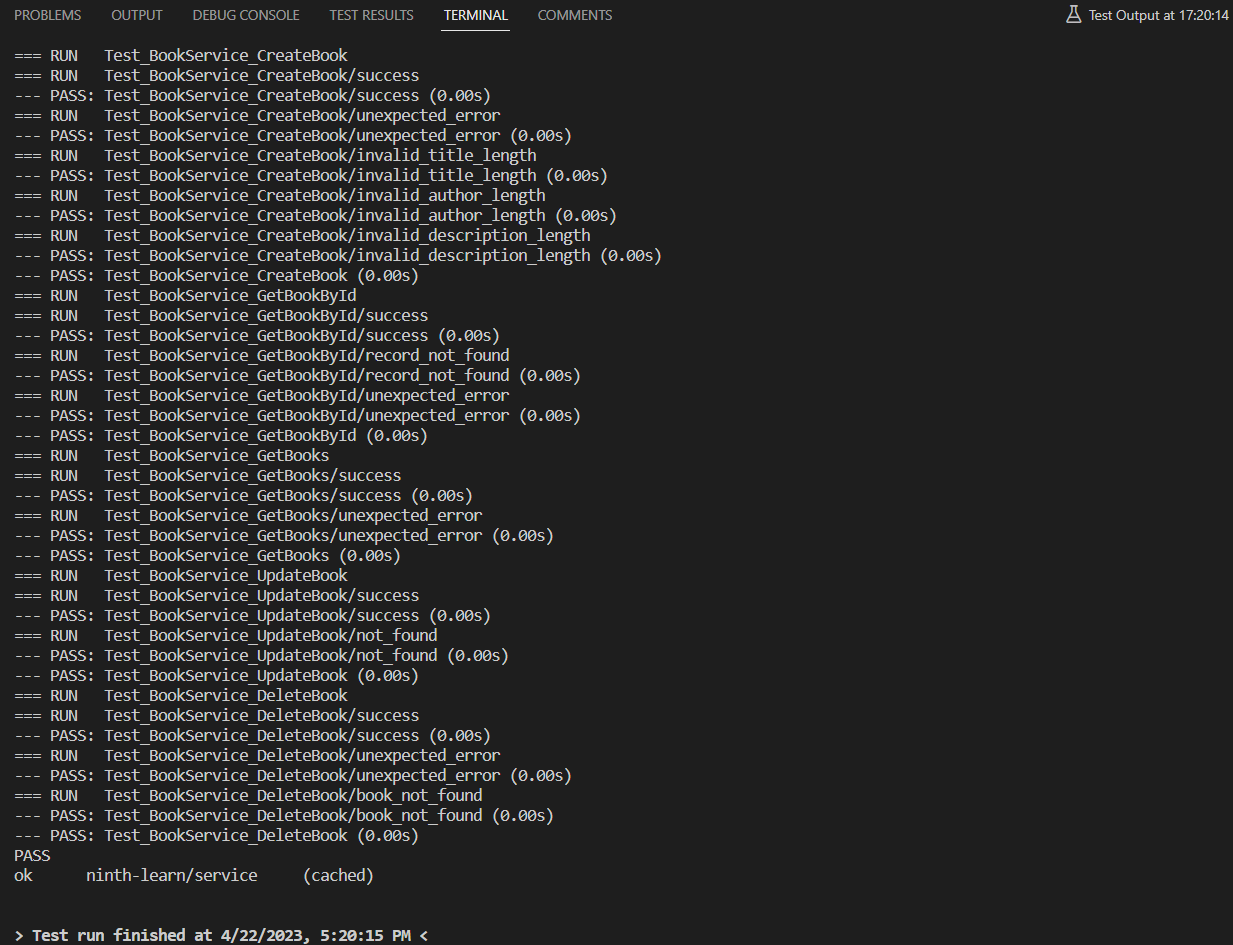 PROBLEMS OUTPUT DEBUG CONSOLE TEST RESULTS TERMINAL COMMENTS Test Output at 17:20:14
=== RUN   Test_BookService_CreateBook
=== RUN   Test_BookService_CreateBook/success
--- PASS: Test_BookService_CreateBook/success (0.00s)
=== RUN   Test_BookService_CreateBook/unexpected_error
--- PASS: Test_BookService_CreateBook/unexpected_error (0.00s)
=== RUN   Test_BookService_CreateBook/invalid_title_length
--- PASS: Test_BookService_CreateBook/invalid_title_length (0.00s)
=== RUN   Test_BookService_CreateBook/invalid_author_length
--- PASS: Test_BookService_CreateBook/invalid_author_length (0.00s)
=== RUN   Test_BookService_CreateBook/invalid_description_length
--- PASS: Test_BookService_CreateBook/invalid_description_length (0.00s)
--- PASS: Test_BookService_CreateBook (0.00s)
=== RUN   Test_BookService_GetBookById
=== RUN   Test_BookService_GetBookById/success
--- PASS: Test_BookService_GetBookById/success (0.00s)
=== RUN   Test_BookService_GetBookById/record_not_found
--- PASS: Test_BookService_GetBookById/record_not_found (0.00s)
=== RUN   Test_BookService_GetBookById/unexpected_error
--- PASS: Test_BookService_GetBookById/unexpected_error (0.00s)
--- PASS: Test_BookService_GetBookById (0.00s)
=== RUN   Test_BookService_GetBooks
=== RUN   Test_BookService_GetBooks/success
--- PASS: Test_BookService_GetBooks/success (0.00s)
=== RUN   Test_BookService_GetBooks/unexpected_error
--- PASS: Test_BookService_GetBooks/unexpected_error (0.00s)
--- PASS: Test_BookService_GetBooks (0.00s)
=== RUN   Test_BookService_UpdateBook
=== RUN   Test_BookService_UpdateBook/success
--- PASS: Test_BookService_UpdateBook/success (0.00s)
=== RUN   Test_BookService_UpdateBook/not_found
--- PASS: Test_BookService_UpdateBook/not_found (0.00s)
--- PASS: Test_BookService_UpdateBook (0.00s)
=== RUN   Test_BookService_DeleteBook
=== RUN   Test_BookService_DeleteBook/success
--- PASS: Test_BookService_DeleteBook/success (0.00s)
=== RUN   Test_BookService_DeleteBook/unexpected_error
--- PASS: Test_BookService_DeleteBook/unexpected_error (0.00s)
=== RUN   Test_BookService_DeleteBook/book_not_found
--- PASS: Test_BookService_DeleteBook/book_not_found (0.00s)
--- PASS: Test_BookService_DeleteBook (0.00s)
PASS
ok      ninth-learn/service     (cached)
> Test run finished at 4/22/2023, 5:20:15 PM <